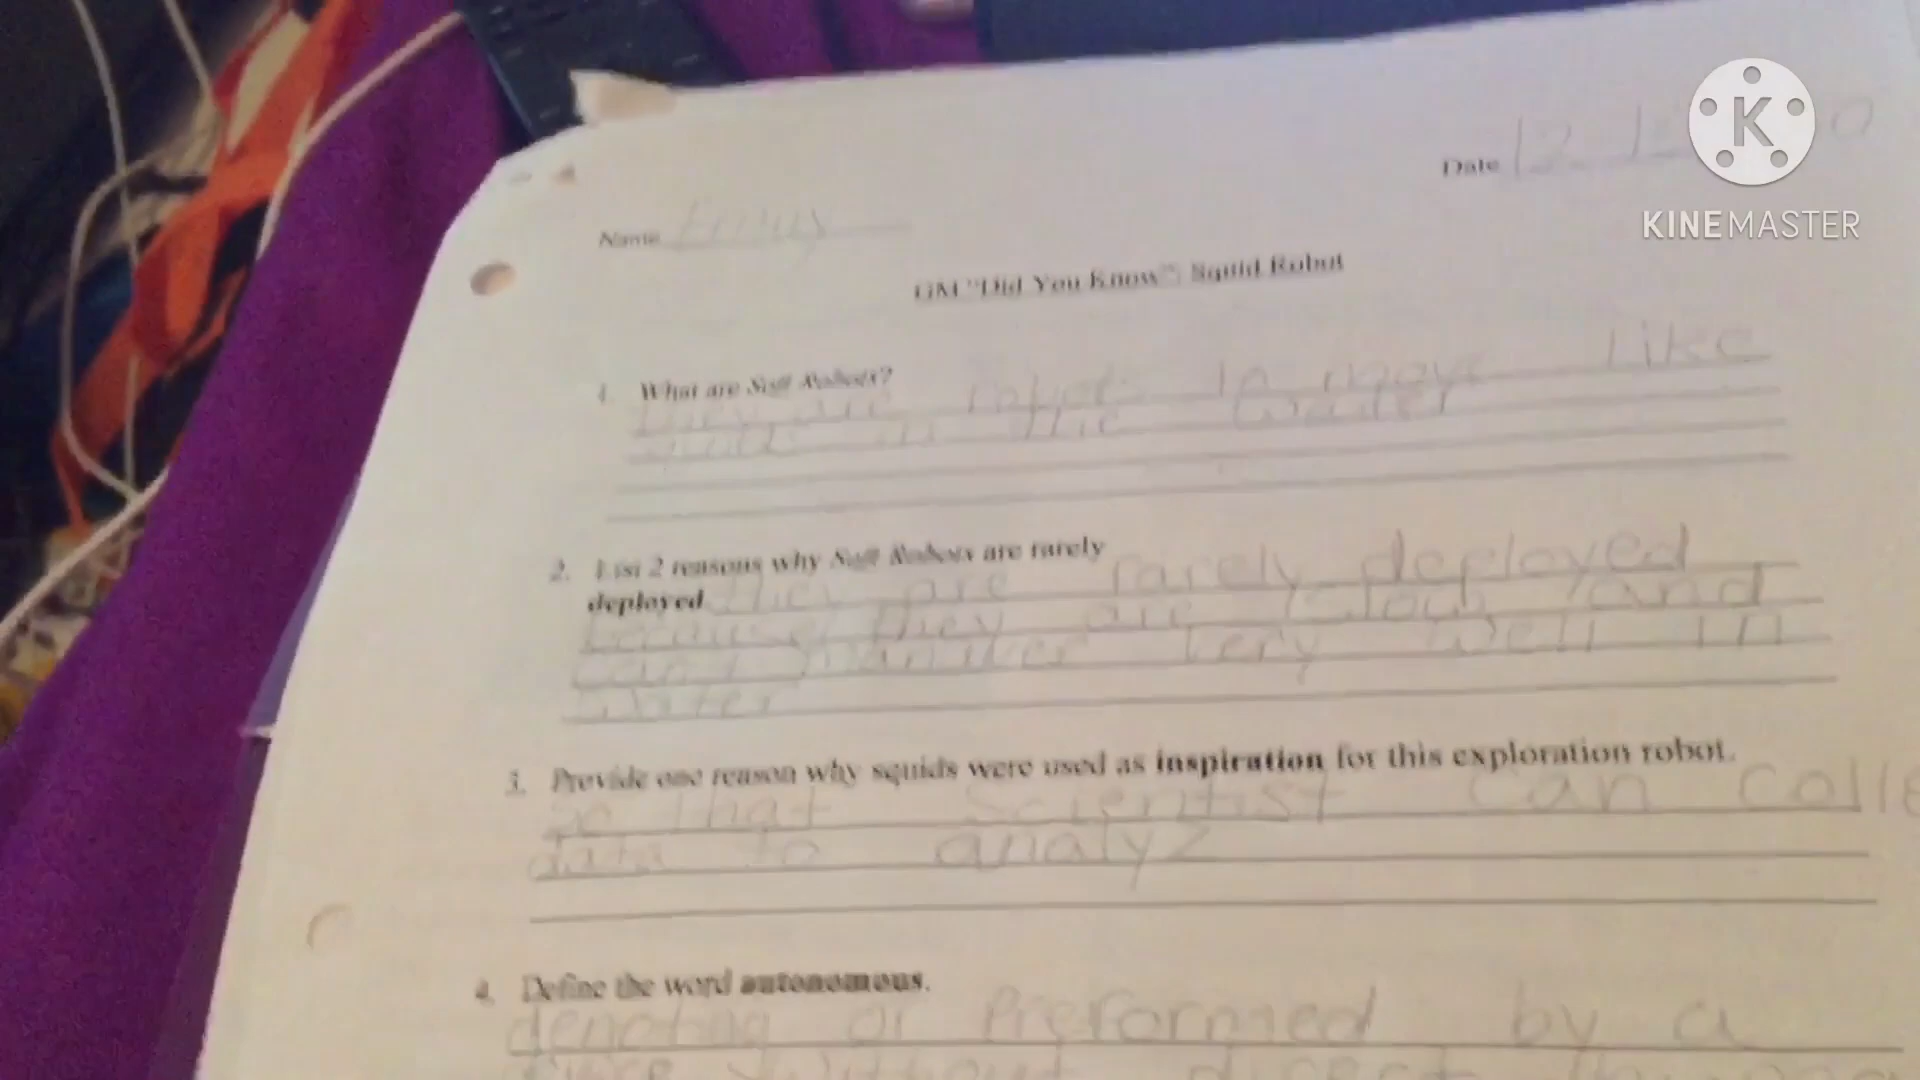 KINEMASTER
Date 12
Name
GM "Did You Know": Squid Robot
1. What are Soft Robots?
They are robots to move like
in the water
2. List 2 reasons why Soft Robots are rarely
deployed
They are rarely deployed
because they are slow and
cant very well in
water
3. Provide one reason why squids were used as inspiration for this exploration robot.
so that Scientist can colle
data to analyz
4. Define the word autonomous.
denoting or Preformed by a
without direct